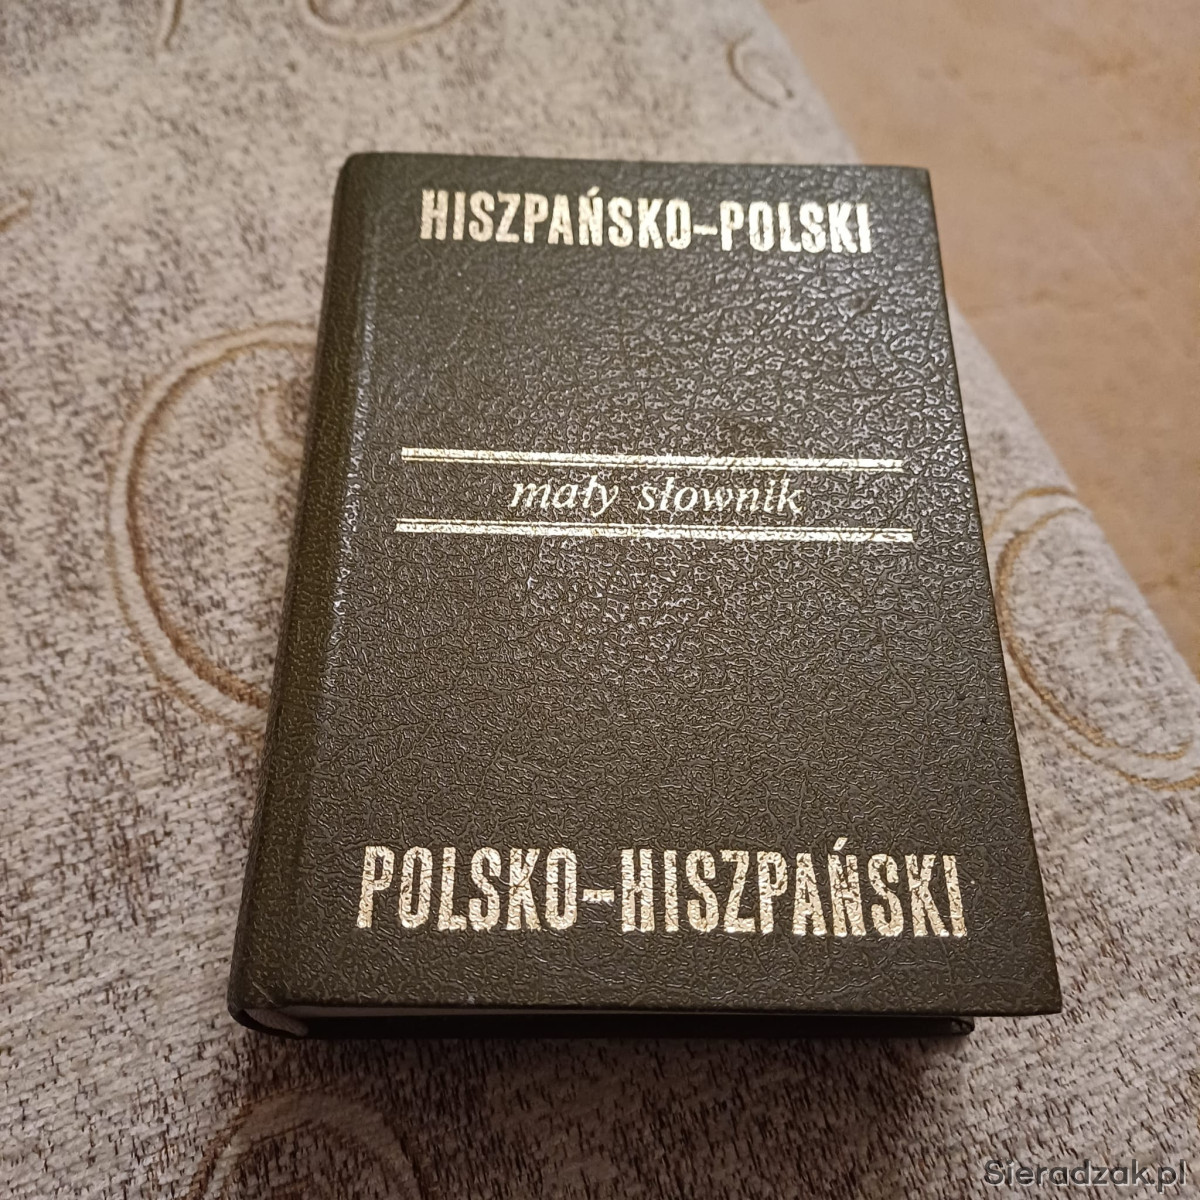 HISZPAŃSKO-POLSKI
mały słownik
POLSKO-HISZPAŃSKI
Sieradzak.pl